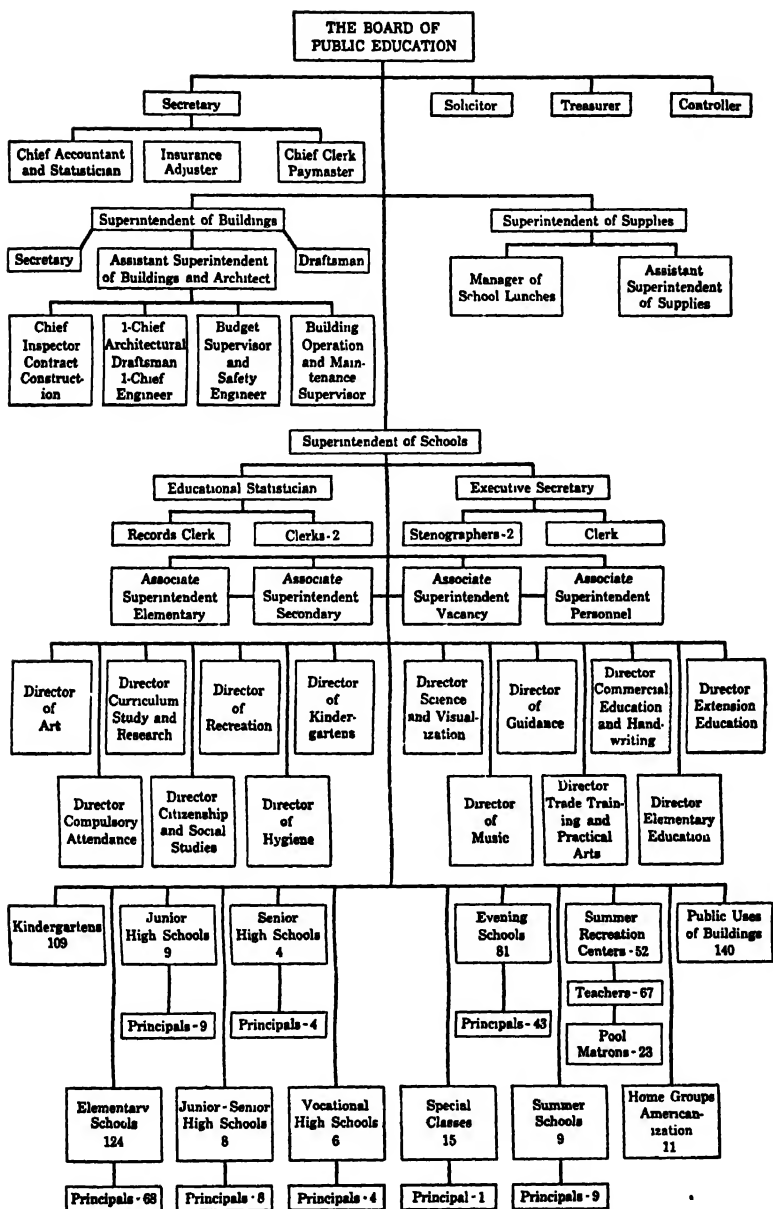 THE BOARD OF
PUBLIC EDUCATION
Secretary
Solicitor
Treasurer
Controller
Chief Accountant
and Statistician
Insurance
Adjuster
Chief Clerk
Paymaster
Superintendent of Buildings
Superintendent of Supplies
Secretary
Assistant Superintendent
of Buildings and Architect
Draftsman
Manager of
School Lunches
Assistant
Superintendent
of Supplies
Chief
Inspector
Contract
Construct-
ion
1-Chief
Architectural
Draftsman
1-Chief
Engineer
Budget
Supervisor
and
Safety
Engineer
Building
Operation
and Main-
tenance
Supervisor
Superintendent of Schools
Educational Statistician
Executive Secretary
Records Clerk
Clerks-2
Stenographers-2
Clerk
Associate
Superintendent
Elementary
Associate
Superintendent
Secondary
Associate
Superintendent
Vacancy
Associate
Superintendent
Personnel
Director
of
Art
Director
Curriculum
Study and
Research
Director
of
Recreation
Director
of
Kinder-
gartens
Director
Science
and Visual-
ization
Director
of
Guidance
Director
Commercial
Education
and Hand-
writing
Director
Extension
Education
Director
Compulsory
Attendance
Director
Citizenship
and Social
Studies
Director
of
Hygiene
Director
of
Music
Director
Trade Train-
ing and
Practical
Arts
Director
Elementary
Education
Kindergartens
109
Junior
High Schools
9
Senior
High Schools
4
Evening
Schools
81
Summer
Recreation
Centers-52
Public Uses
of Buildings
140
Principals-9
Principals-4
Principals-43
Teachers-67
Pool
Matrons-23
Elementary
Schools
124
Junior-Senior
High Schools
8
Vocational
High Schools
6
Special
Classes
15
Summer
Schools
9
Home Groups
American-
ization
11
Principals-68
Principals-8
Principals-4
Principal-1
Principals-9